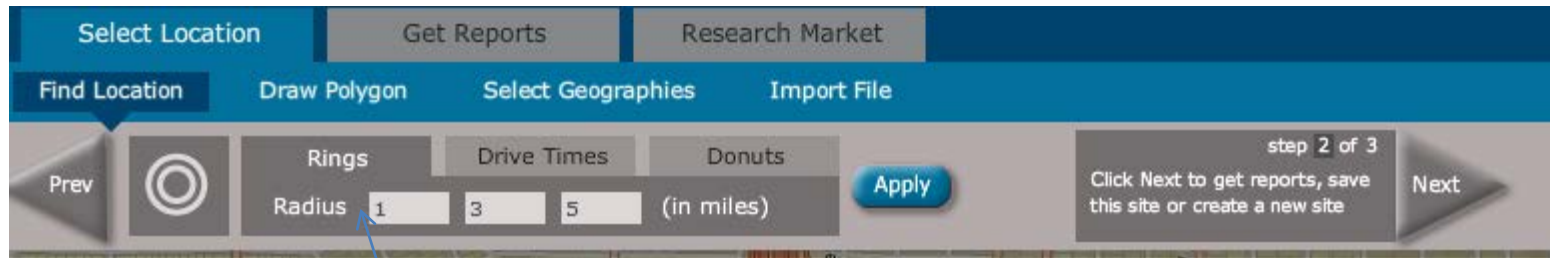 Select Location Get Reports Research Market
Find Location Draw Polygon Select Geographies Import File
Prev
Rings Drive Times Donuts
Radius 1 3 5 (in miles)
Apply
step 2 of 3
Click Next to get reports, save
this site or create a new site
Next